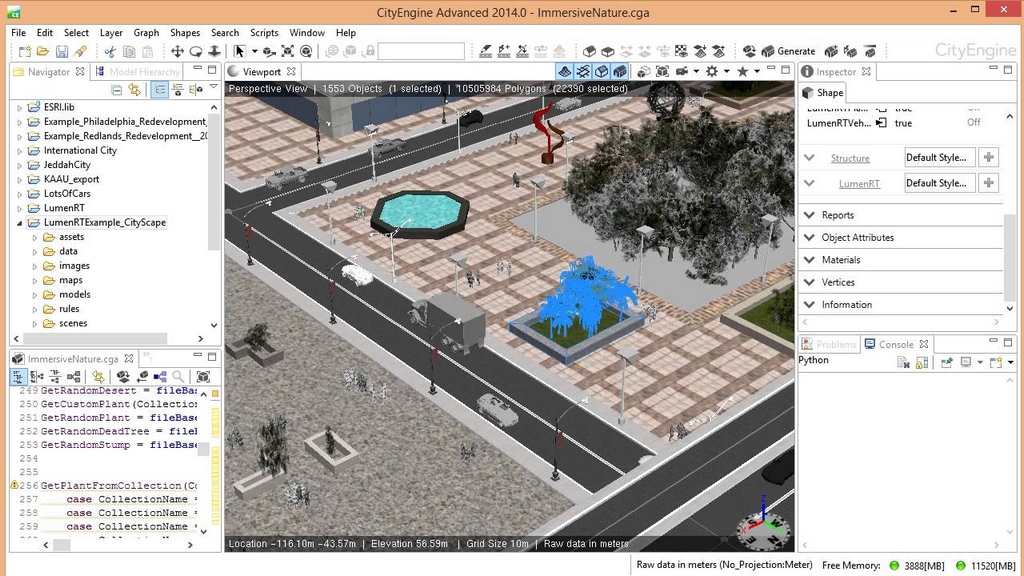 CityEngine Advanced 2014.0 - ImmersiveNature.cga
File Edit Select Layer Graph Shapes Search Scripts Window Help
Generate
CityEngine
Navigator
Model Hierarchy
ESRI.lib
Example_Philadelphia_Redevelopment_
Example_Redlands_Redevelopment__20
International City
JeddahCity
KAAU_export
LotsOfCars
LumenRT
LumenRTExample_CityScape
assets
data
images
maps
models
rules
scenes
ImmersiveNature.cga
249 GetRandomDesert = fileBas
250 GetCustomPlant(Collection
251 GetRandomPlant = fileBase
252 GetRandomDeadTree = fileB
253 GetRandomStump = fileBase
254
255
256 GetPlantFromCollection(Co
257 case CollectionName =
258 case CollectionName =
259 case CollectionName =
Viewport
Perspective View | 1553 Objects (1 selected) | 10505984 Polygons (22390 selected)
Location -116.10m -43.57m | Elevation 56.59m | Grid Size 10m | Raw data in meters
Inspector
Shape
true Off
LumenRTVeh... true Off
Structure Default Style...
LumenRT Default Style...
Reports
Object Attributes
Materials
Vertices
Information
Problems
Console
Python
Raw data in meters (No_Projection:Meter) Free Memory: 3888[MB] 11520[MB]